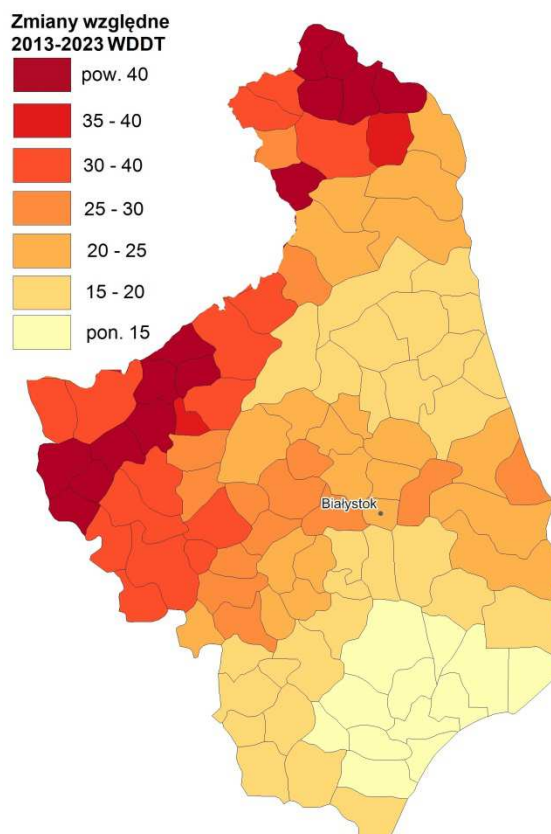 Zmiany względne
2013-2023 WDDT
pow. 40
35 - 40
30 - 40
25 - 30
20 - 25
15 - 20
pon. 15
Białystok